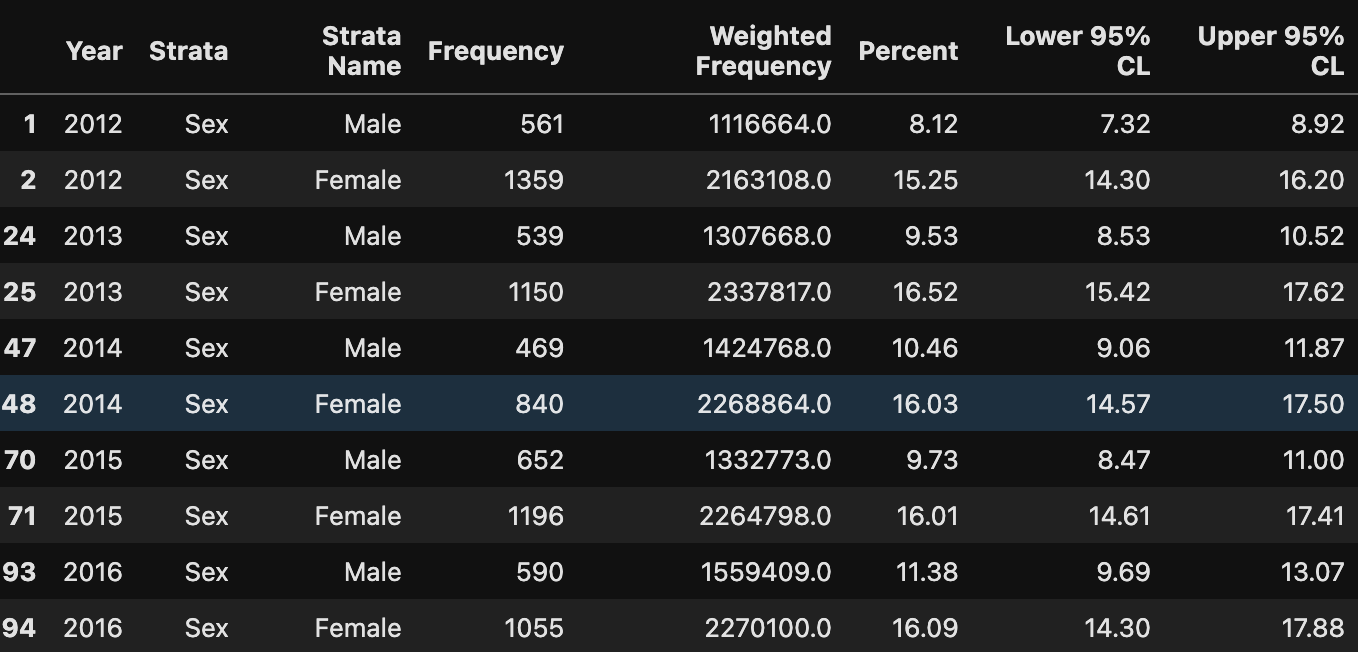 Year Strata Strata Name Frequency Weighted Frequency Percent Lower 95% CL Upper 95% CL
1 2012 Sex Male 561 1116664.0 8.12 7.32 8.92
2 2012 Sex Female 1359 2163108.0 15.25 14.30 16.20
24 2013 Sex Male 539 1307668.0 9.53 8.53 10.52
25 2013 Sex Female 1150 2337817.0 16.52 15.42 17.62
47 2014 Sex Male 469 1424768.0 10.46 9.06 11.87
48 2014 Sex Female 840 2268864.0 16.03 14.57 17.50
70 2015 Sex Male 652 1332773.0 9.73 8.47 11.00
71 2015 Sex Female 1196 2264798.0 16.01 14.61 17.41
93 2016 Sex Male 590 1559409.0 11.38 9.69 13.07
94 2016 Sex Female 1055 2270100.0 16.09 14.30 17.88